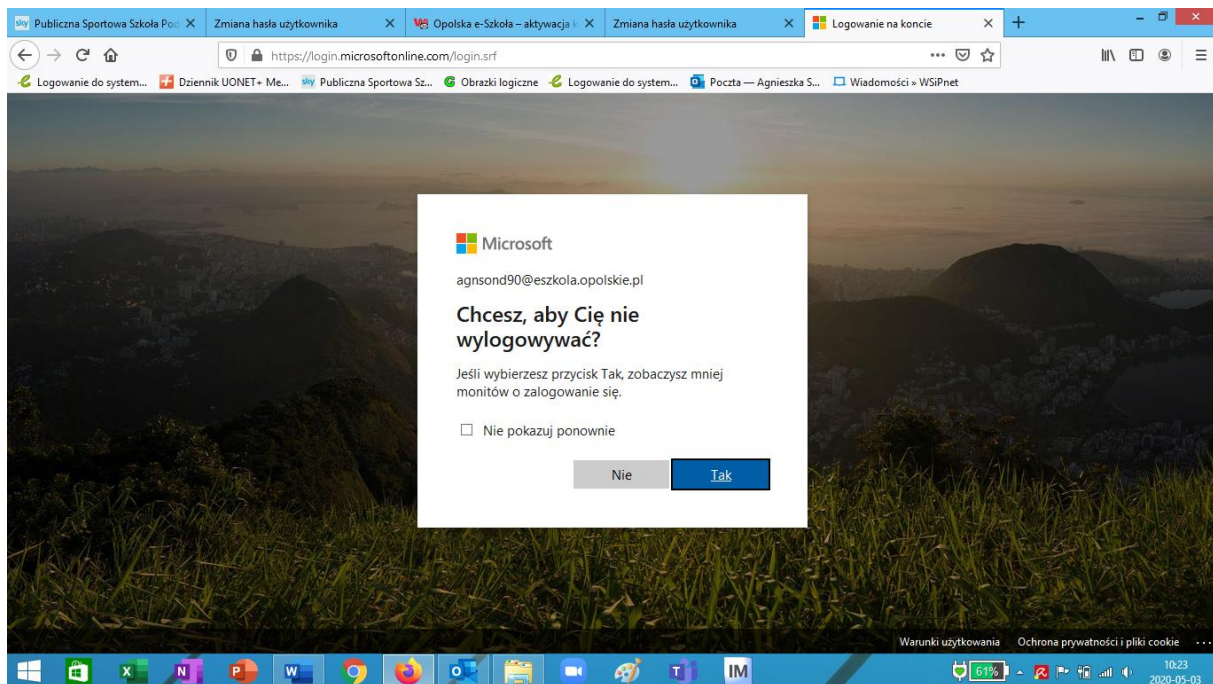 sky Publiczna Sportowa Szkoła Pod
Zmiana hasła użytkownika
Opolska e-Szkoła – aktywacja k
Zmiana hasła użytkownika
Logowanie na koncie
https://login.microsoftonline.com/login.srf
Logowanie do system...
Dziennik UONET+ Me...
sky Publiczna Sportowa Sz...
G Obrazki logiczne
Logowanie do system...
Poczta — Agnieszka S...
Wiadomości » WSiPnet
Microsoft
agnsond90@eszkola.opolskie.pl
Chcesz, aby Cię nie
wylogowywać?
Jeśli wybierzesz przycisk Tak, zobaczysz mniej
monitów o zalogowanie się.
Nie pokazuj ponownie
Nie
Tak
Warunki użytkowania
Ochrona prywatności i pliki cookie
...
IM
61%
10:23
2020-05-03